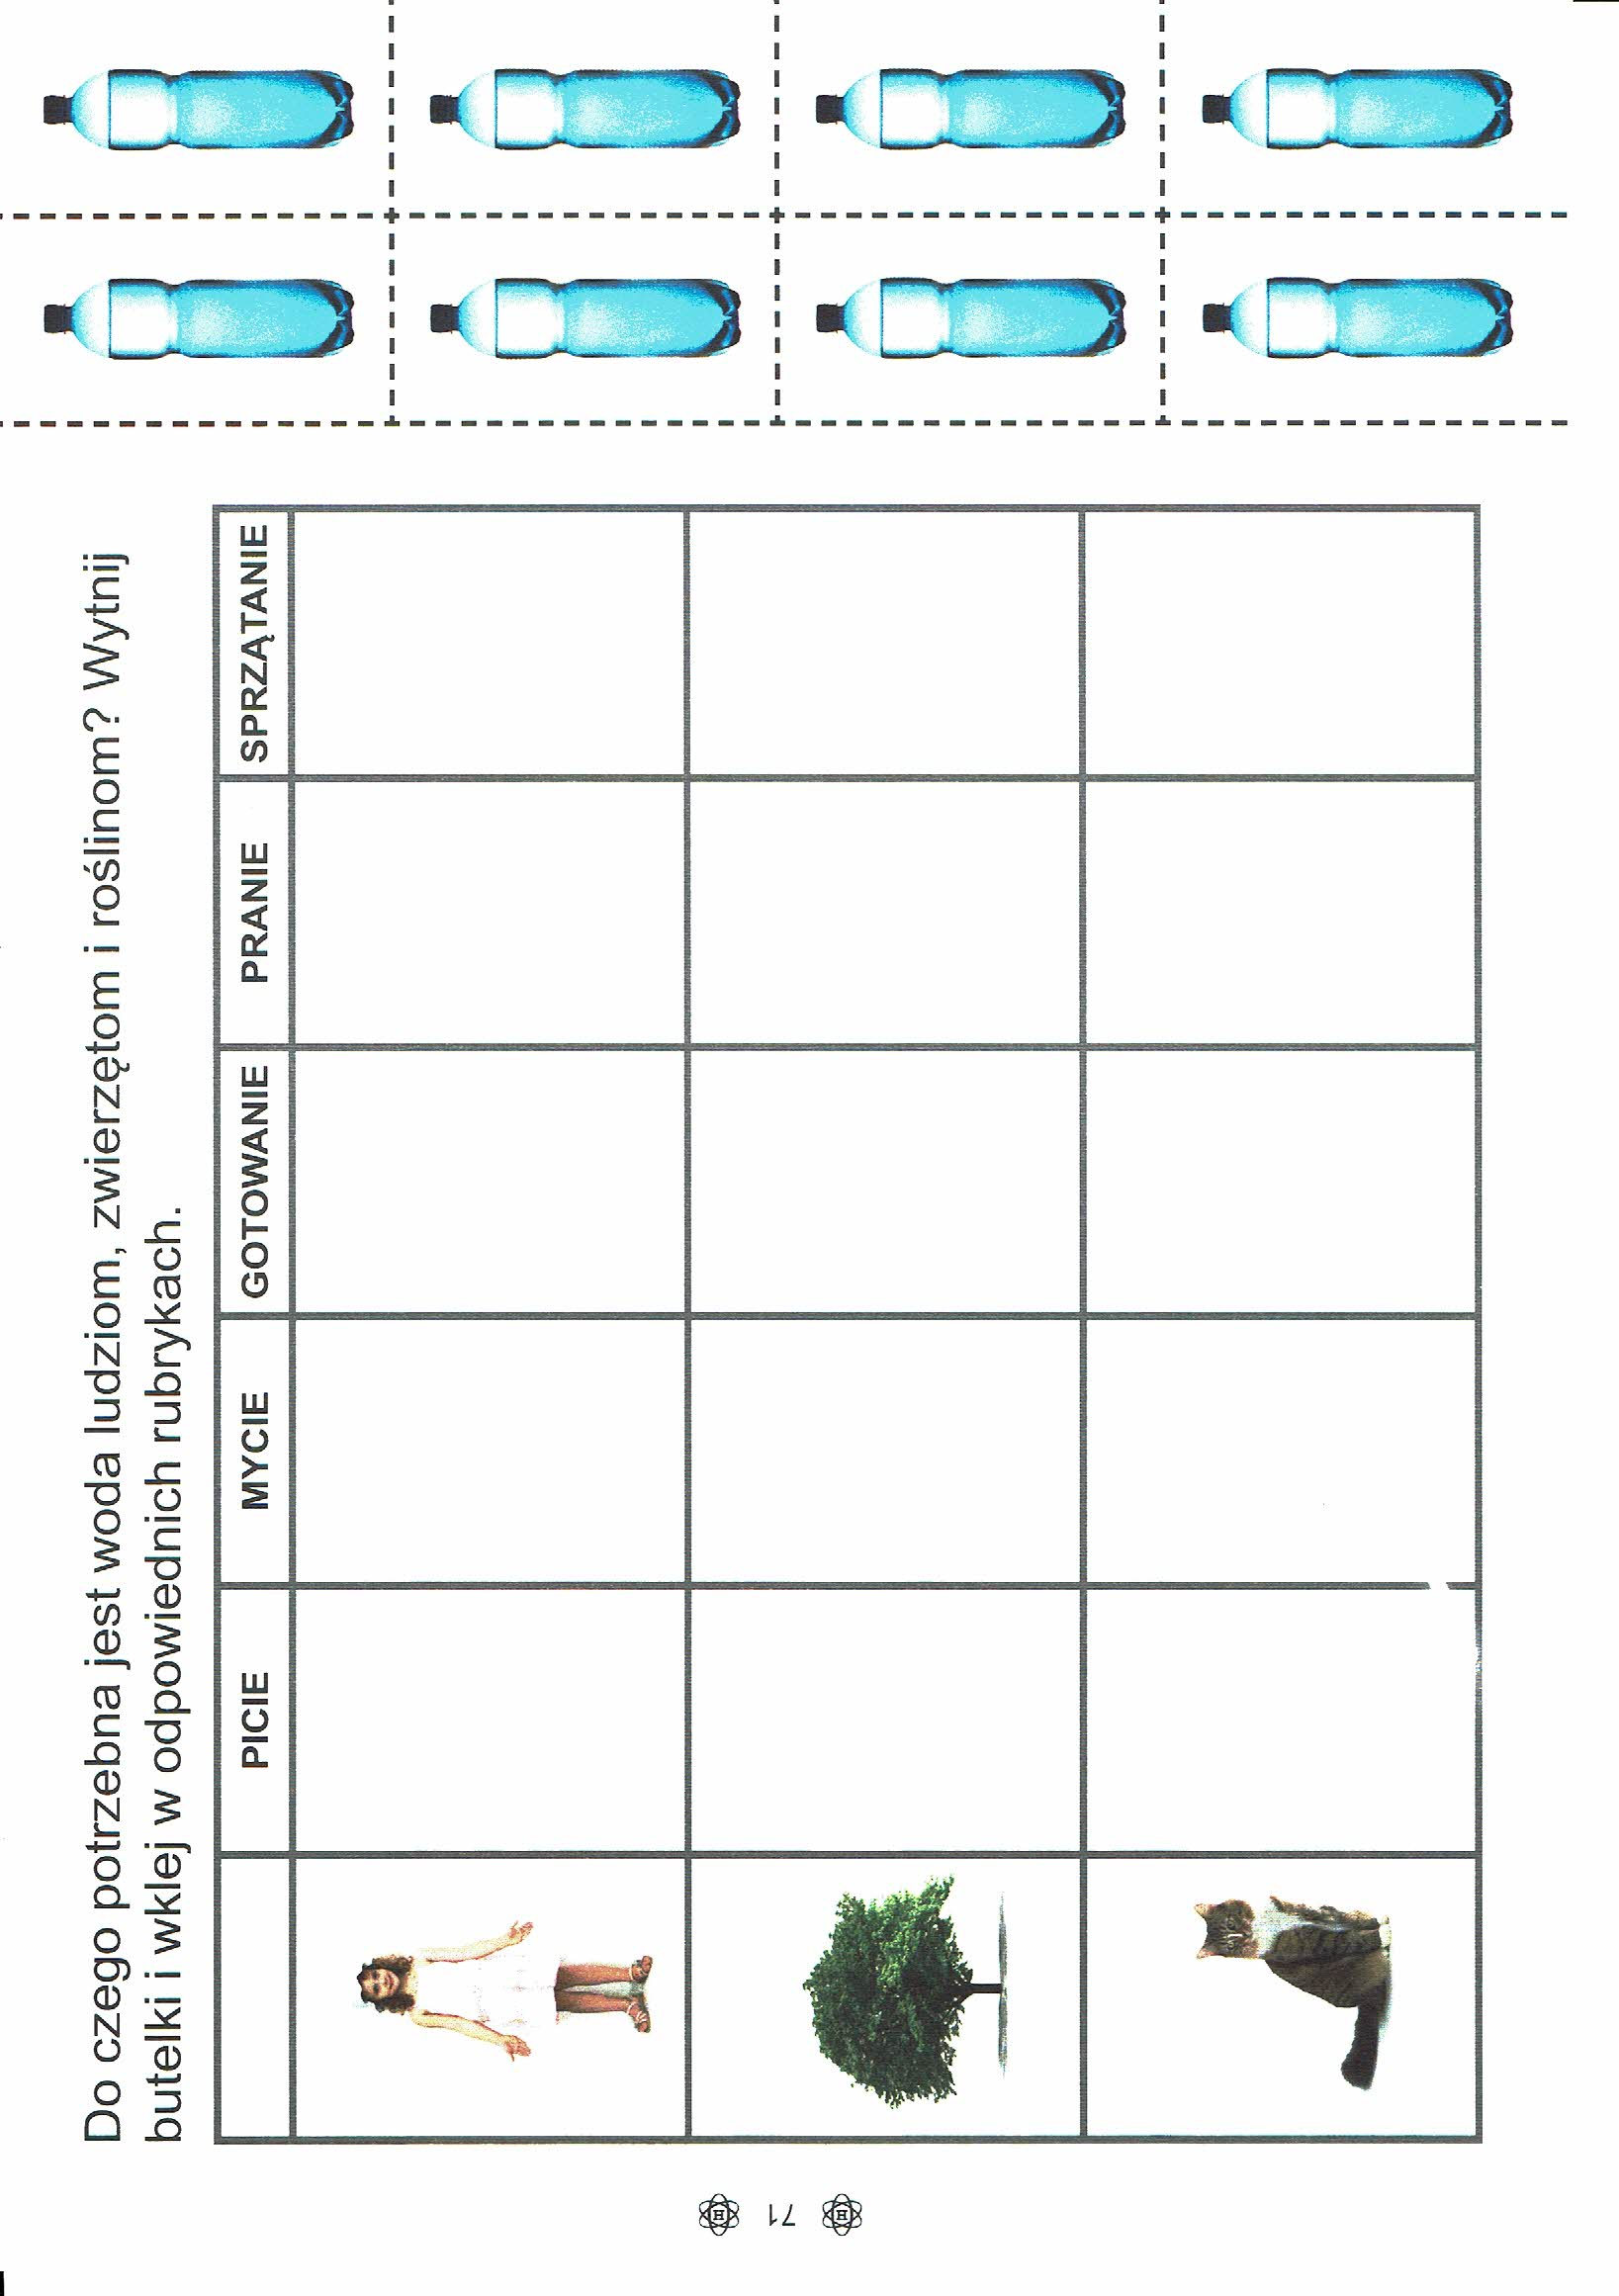 Do czego potrzebna jest woda ludziom, zwierzętom i roślinom? Wytnij
butelki i wklej w odpowiednich rubrykach.
PICIE MYCIE GOTOWANIE PRANIE SPRZĄTANIE
H 71 H